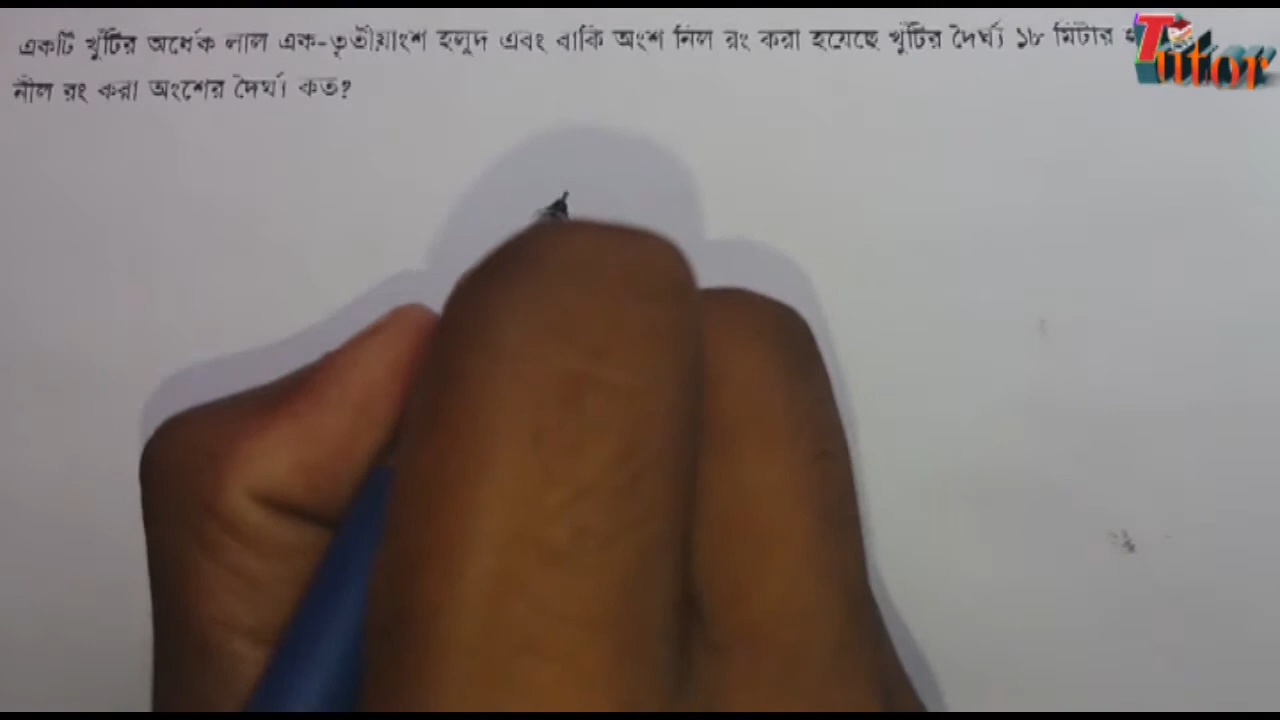 একটি খুঁটির অর্ধেক লাল এক-তৃতীয়াংশ হলুদ এবং বাকি অংশ নিল রং করা হয়েছে খুঁটির দৈর্ঘ্য ১৮ মিটার
নীল রং করা অংশের দৈর্ঘ্য কত?
Tutor